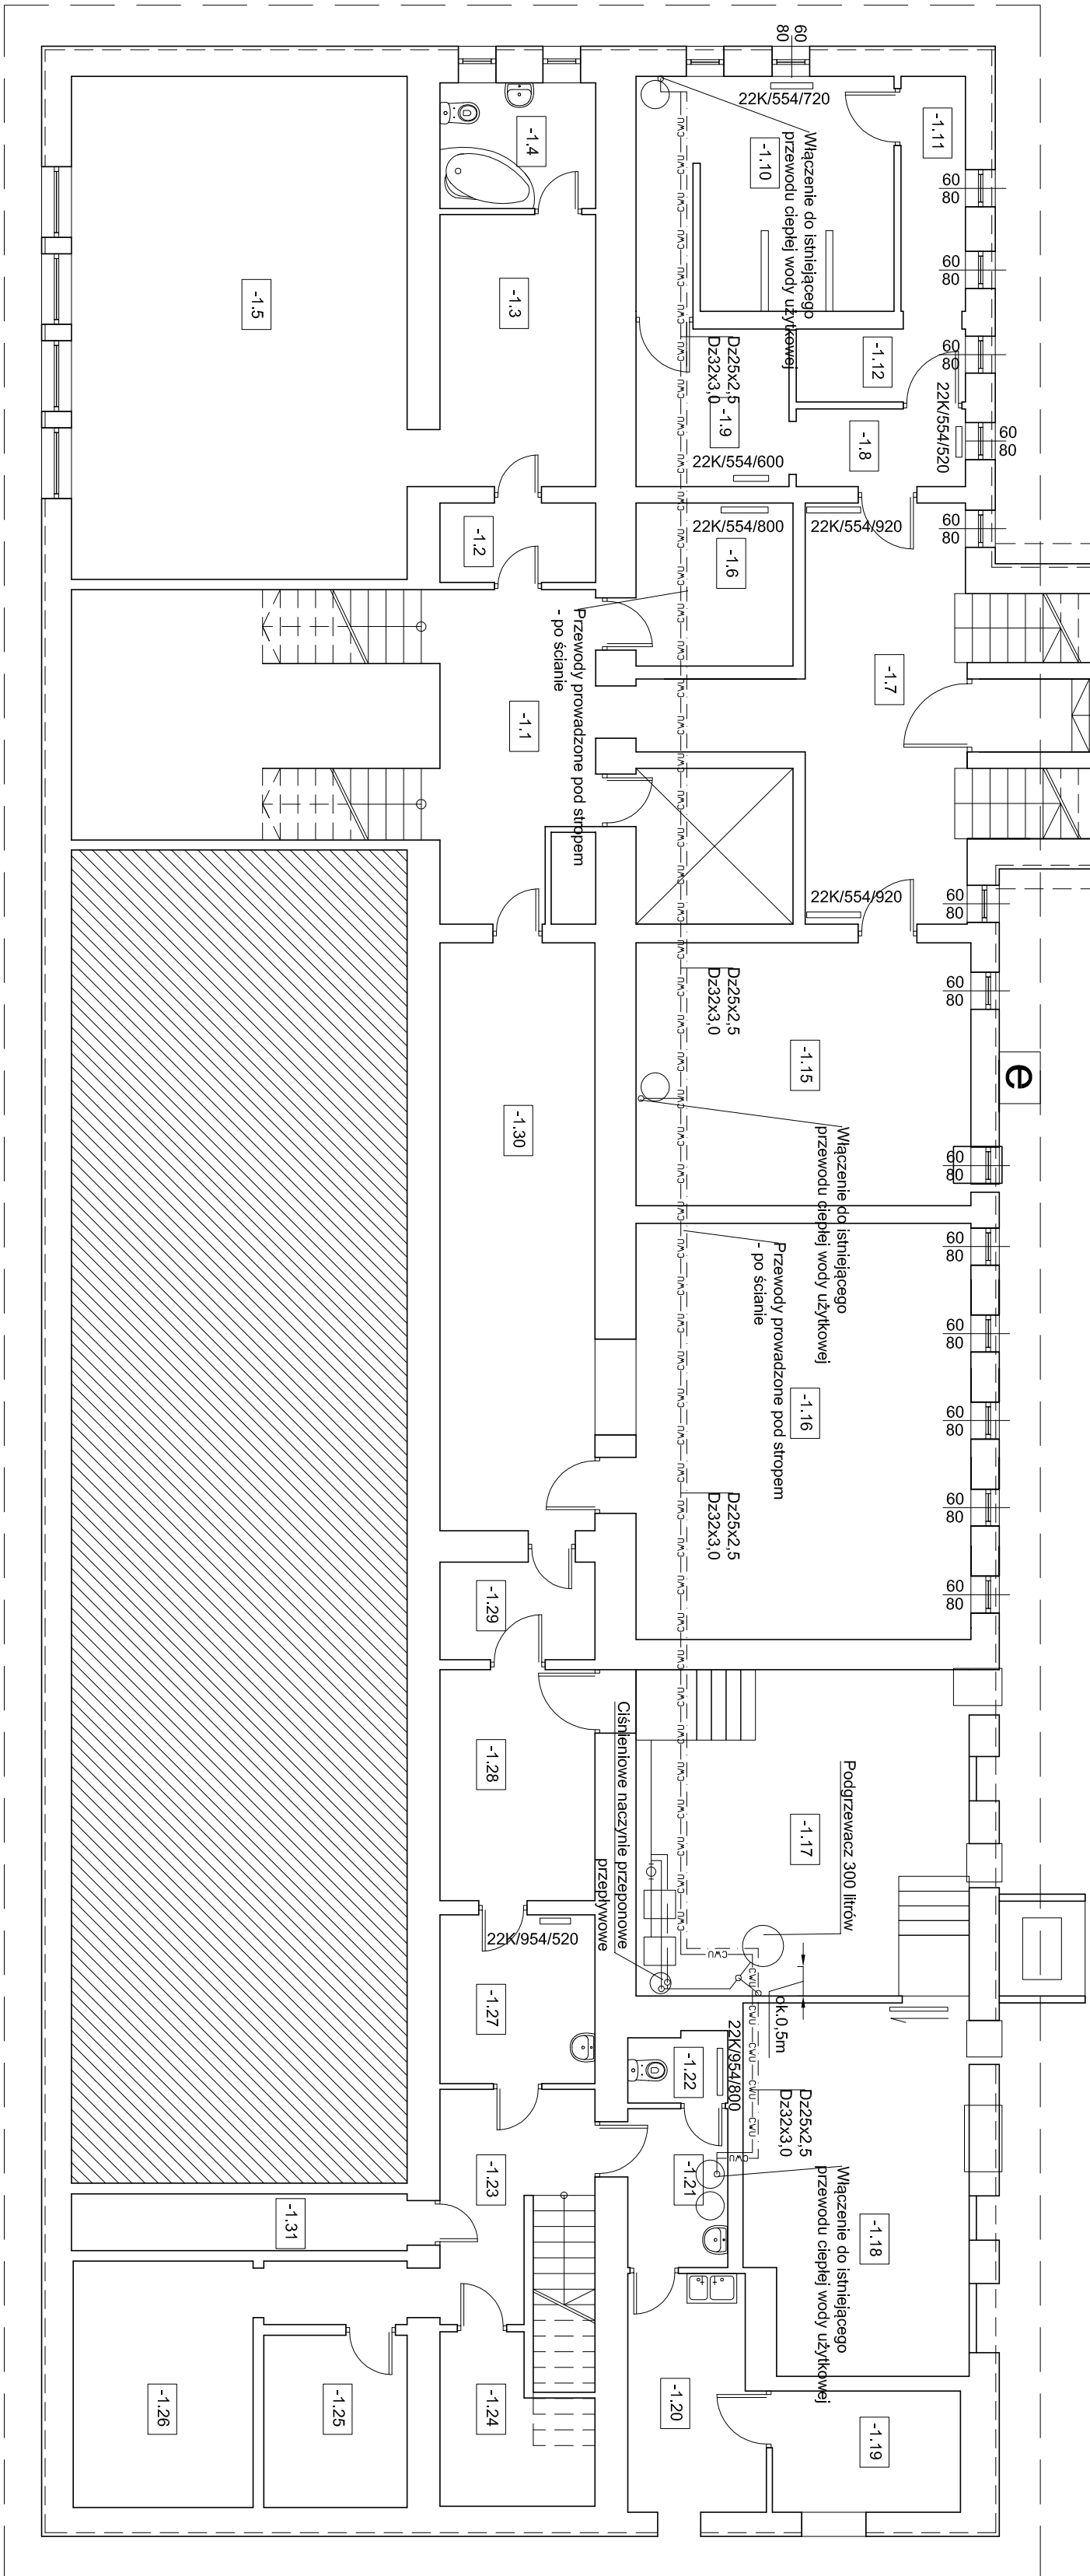 60
80
22K/554/720
-1.11
-1.4
-1.10
Włączenie do istniejącego
przewodu ciepłej wody użytkowej
60
80
60
80
-1.5
-1.3
Dz25x2,5
Dz32x3,0
60
80
-1.12
22K/554/520
-1.9
-1.8
60
80
22K/554/600
22K/554/800
22K/554/920
60
80
-1.2
-1.6
Przewody prowadzone pod stropem
- po ścianie
-1.7
-1.1
22K/554/920
60
80
Dz25x2,5
Dz32x3,0
60
80
-1.15
e
-1.30
Włączenie do istniejącego
przewodu ciepłej wody użytkowej
60
80
60
80
Przewody prowadzone pod stropem
- po ścianie
60
80
-1.16
60
80
Dz25x2,5
Dz32x3,0
60
80
60
80
-1.29
-1.28
Ciśnieniowe naczynie przeponowe
przepływowe
Podgrzewacz 300 litrów
-1.17
22K/954/520
-1.27
ok.0,5m
22K/954/800
-1.22
Dz25x2,5
Dz32x3,0
-1.23
-1.21
Włączenie do istniejącego
przewodu ciepłej wody użytkowej
-1.18
-1.31
-1.26
-1.25
-1.24
-1.20
-1.19
CWU